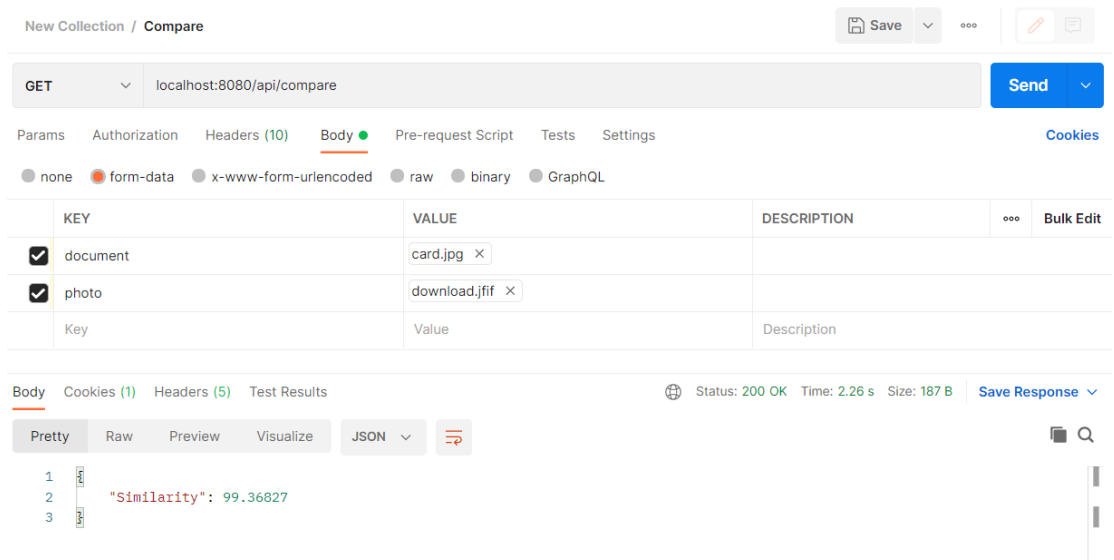 New Collection / Compare Save ooo
GET localhost:8080/api/compare Send
Params Authorization Headers (10) Body Pre-request Script Tests Settings Cookies
none form-data x-www-form-urlencoded raw binary GraphQL
KEY VALUE DESCRIPTION ooo Bulk Edit
document card.jpg
photo download.jfif
Key Value Description
Body Cookies (1) Headers (5) Test Results Status: 200 OK Time: 2.26 s Size: 187 B Save Response
Pretty Raw Preview Visualize JSON
1 {
2 "Similarity": 99.36827
3 }